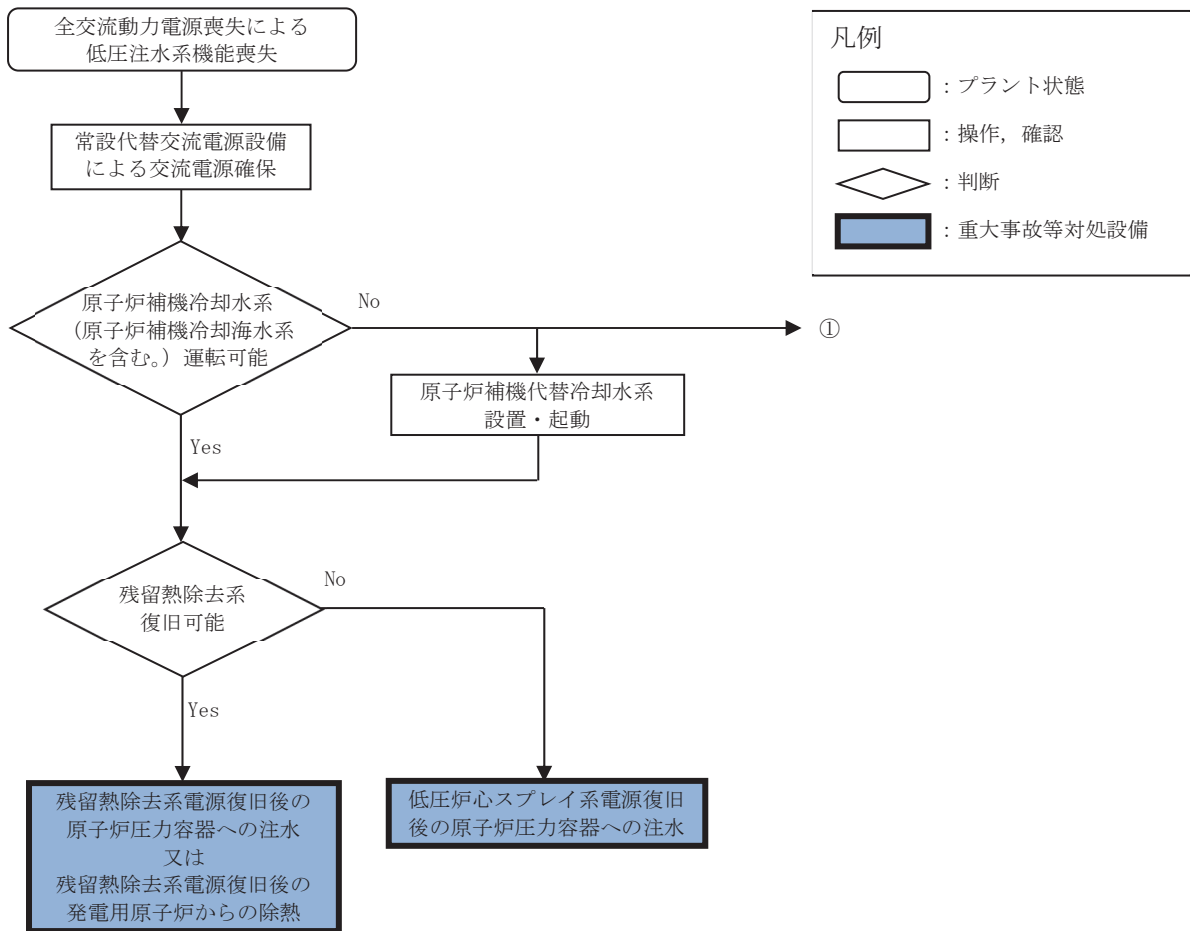 全交流動力電源喪失による
低圧注水系機能喪失
常設代替交流電源設備
による交流電源確保
原子炉補機冷却水系
(原子炉補機冷却海水系
を含む。)運転可能
No
①
原子炉補機代替冷却水系
設置・起動
Yes
残留熱除去系
復旧可能
No
Yes
残留熱除去系電源復旧後の
原子炉圧力容器への注水
又は
残留熱除去系電源復旧後の
発電用原子炉からの除熱
低圧炉心スプレイ系電源復旧
後の原子炉圧力容器への注水
凡例
:プラント状態
:操作，確認
:判断
:重大事故等対処設備